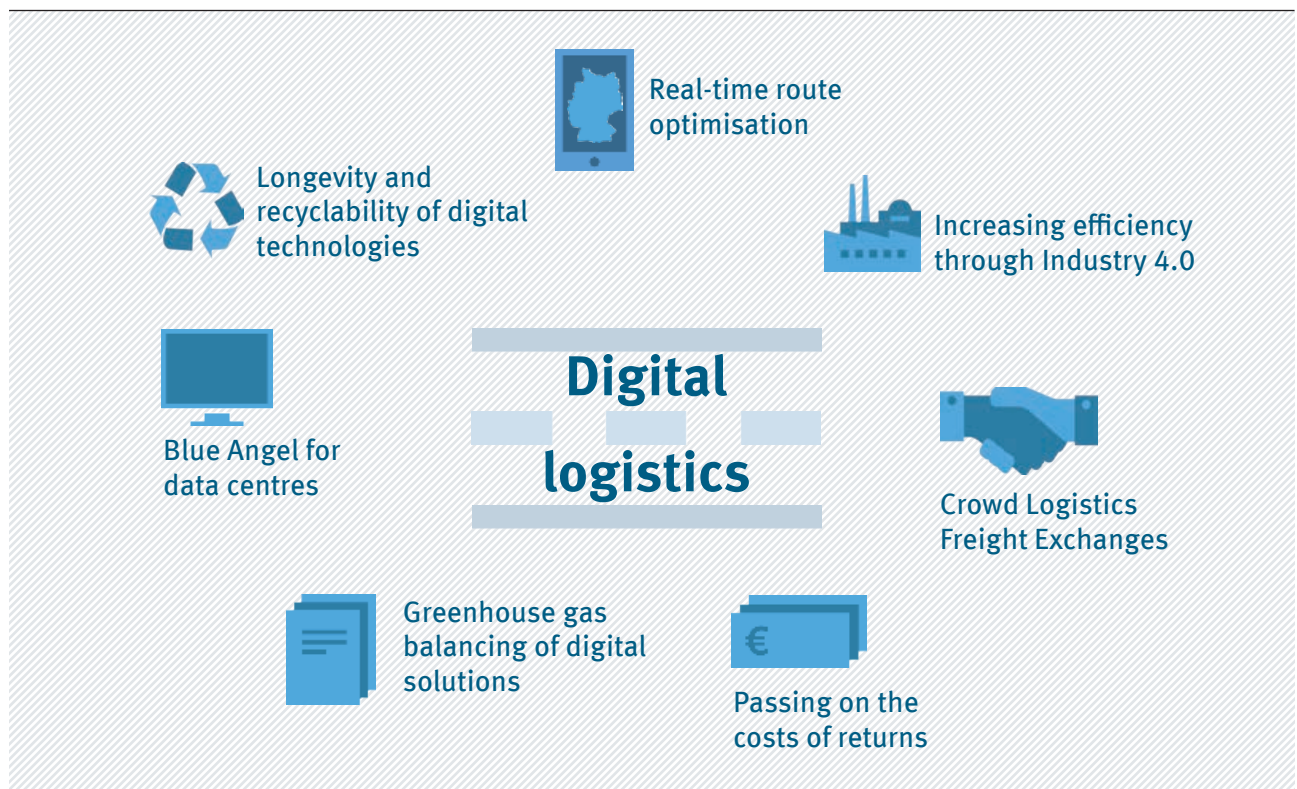 Real-time route
optimisation
Longevity and
recyclability of digital
technologies
Increasing efficiency
through Industry 4.0
Digital
logistics
Blue Angel for
data centres
Crowd Logistics
Freight Exchanges
Greenhouse gas
balancing of digital
solutions
€
Passing on the
costs of returns